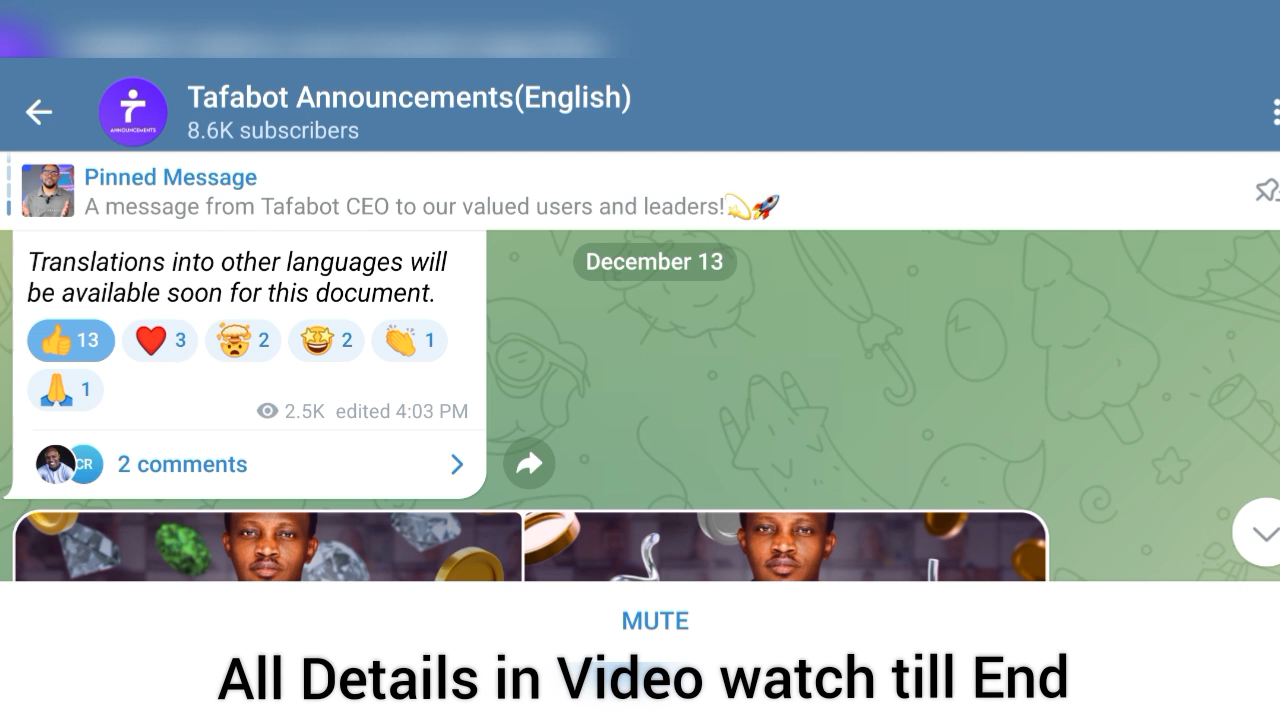 Tafabot Announcements(English)
8.6K subscribers
ANNOUNCEMENTS
Pinned Message
A message from Tafabot CEO to our valued users and leaders!💫🚀
December 13
Translations into other languages will
be available soon for this document.
👍 13 ❤️ 3 🤯 2 🤩 2 👏 1
🙏 1
2.5K edited 4:03 PM
CR 2 comments
MUTE
All Details in Video watch till End